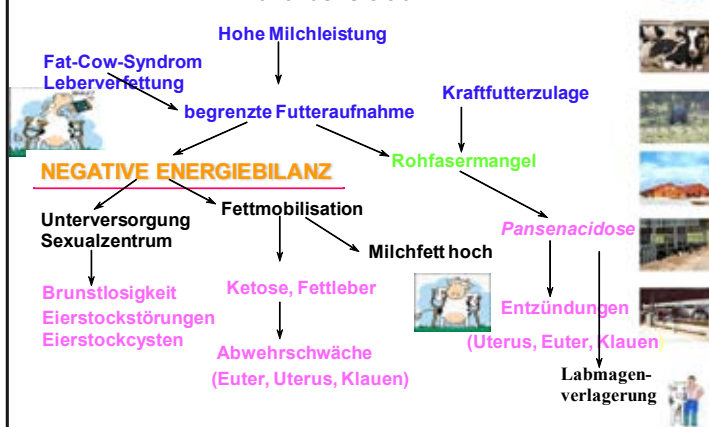 Hohe Milchleistung
Fat-Cow-Syndrom
Leberverfettung
Kraftfutterzulage
begrenzte Futteraufnahme
Rohfasermangel
NEGATIVE ENERGIEBILANZ
Unterversorgung
Sexualzentrum
Fettmobilisation
Pansenacidose
Milchfett hoch
Brunstlosigkeit
Eierstockstörungen
Eierstockcysten
Ketose, Fettleber
Entzündungen
(Uterus, Euter, Klauen)
Abwehrschwäche
(Euter, Uterus, Klauen)
Labmagen-
verlagerung